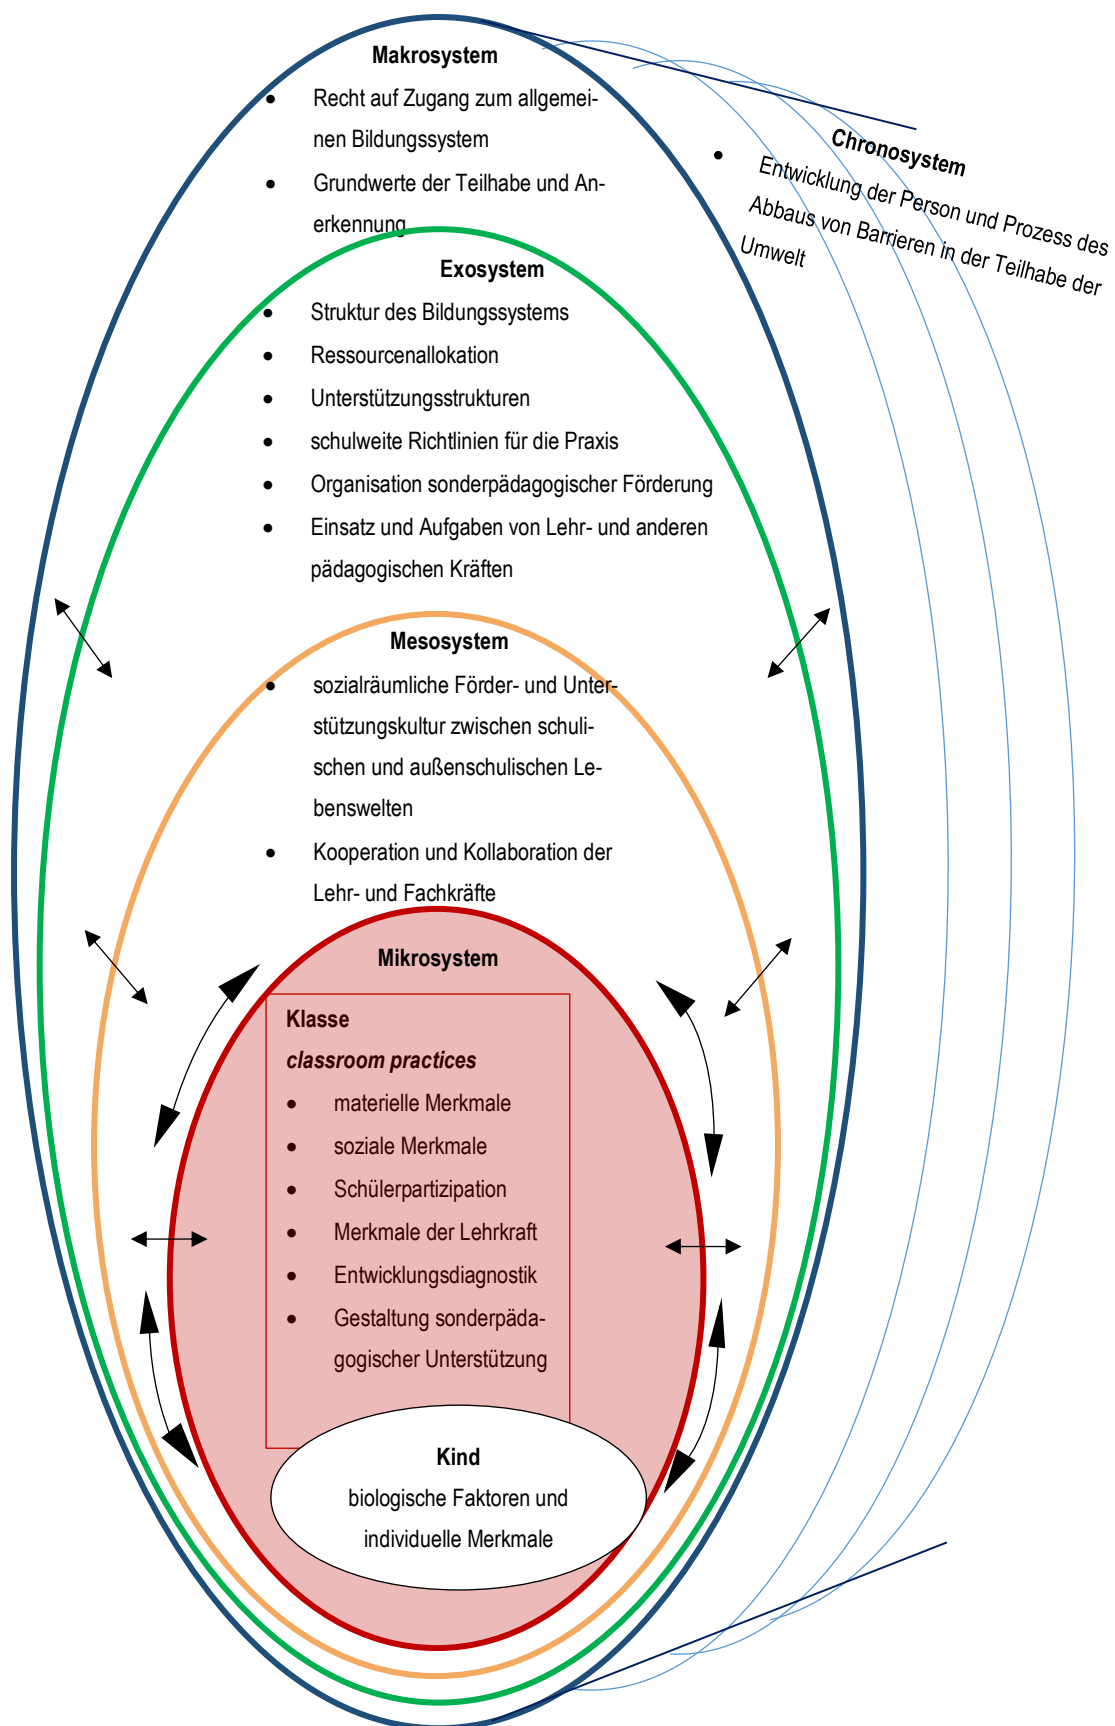 Makrosystem
• Recht auf Zugang zum allgemei-
nen Bildungssystem
• Grundwerte der Teilhabe und An-
erkennung
Chronosystem
• Entwicklung der Person und Prozess des
Abbaus von Barrieren in der Teilhabe der
Umwelt
Exosystem
• Struktur des Bildungssystems
• Ressourcenallokation
• Unterstützungsstrukturen
• schulweite Richtlinien für die Praxis
• Organisation sonderpädagogischer Förderung
• Einsatz und Aufgaben von Lehr- und anderen
pädagogischen Kräften
Mesosystem
• sozialräumliche Förder- und Unter-
stützungskultur zwischen schuli-
schen und außenschulischen Le-
benswelten
• Kooperation und Kollaboration der
Lehr- und Fachkräfte
Mikrosystem
Klasse
classroom practices
• materielle Merkmale
• soziale Merkmale
• Schülerpartizipation
• Merkmale der Lehrkraft
• Entwicklungsdiagnostik
• Gestaltung sonderpäda-
gogischer Unterstützung
Kind
biologische Faktoren und
individuelle Merkmale